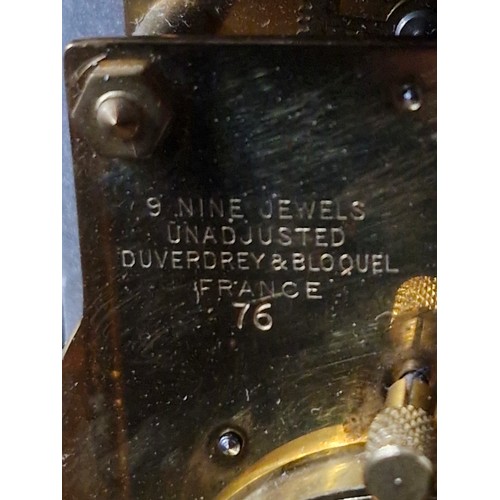 9 NINE JEWELS
UNADJUSTED
DUVERDREY & BLOQUEL
FRANCE
76